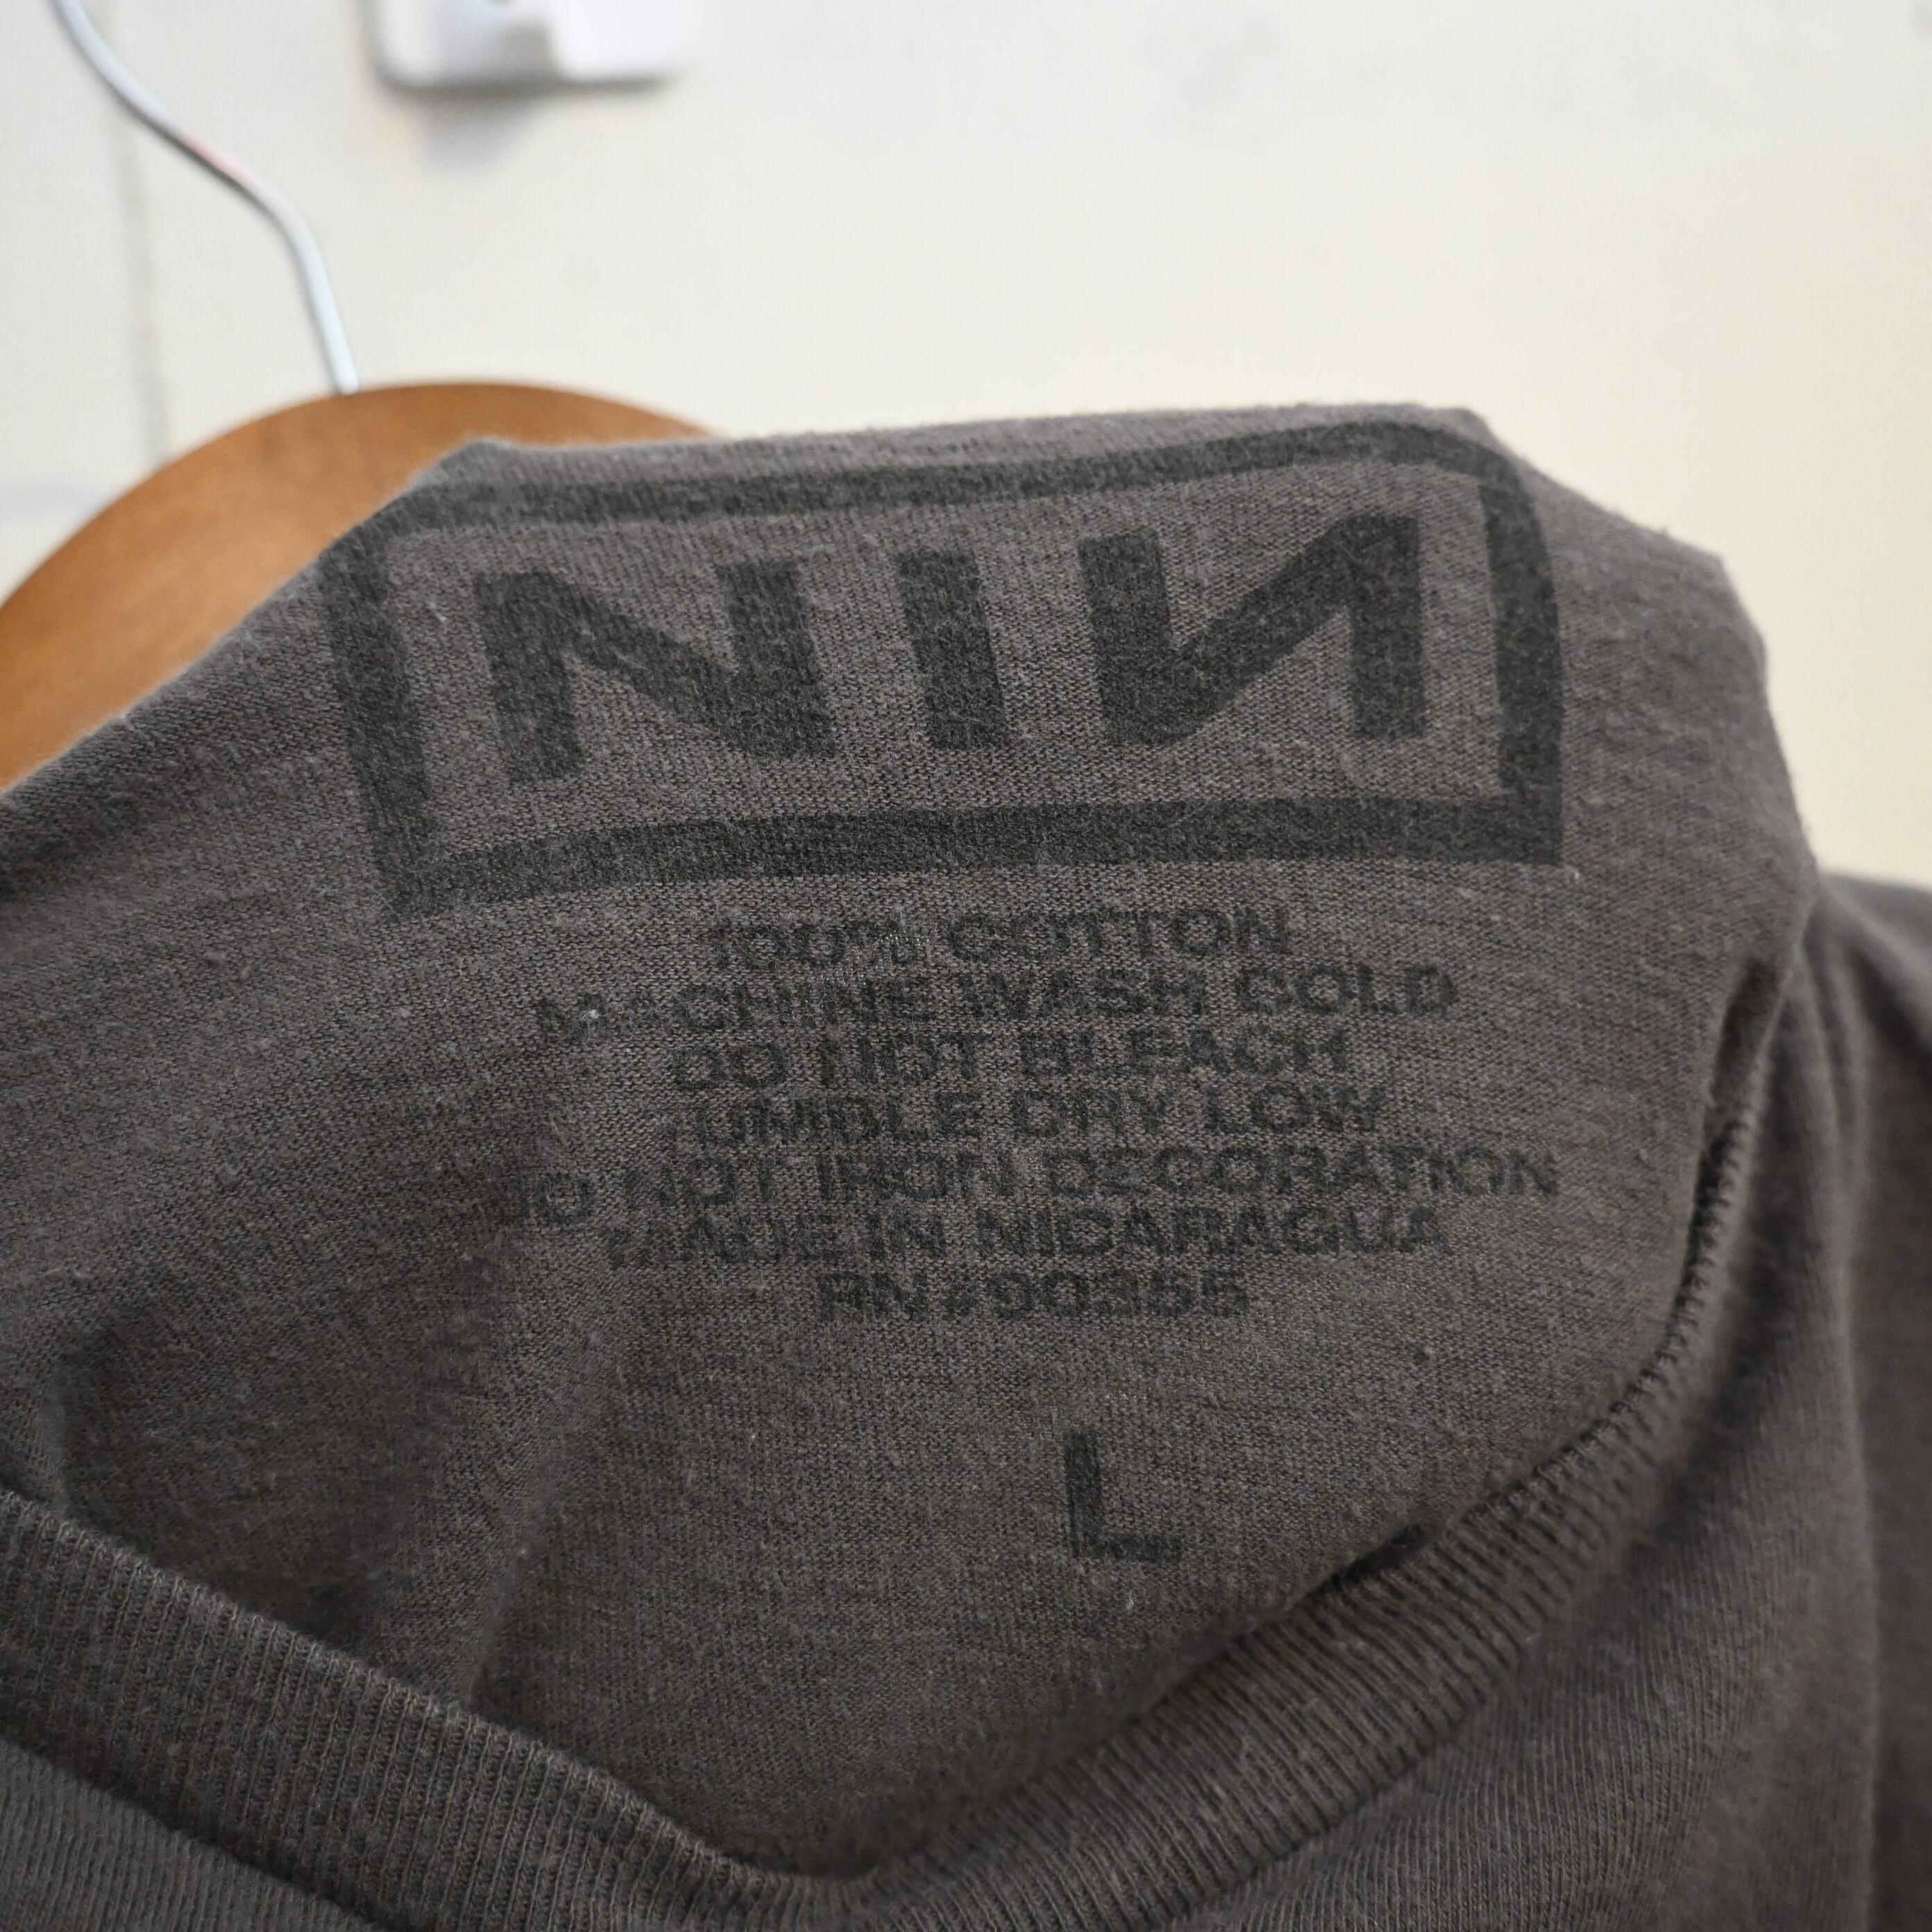 NIИ
100% COTTON
MACHINE WASH COLD
DO NOT BLEACH
TUMBLE DRY LOW
DO NOT IRON DECORATION
MADE IN NICARAGUA
RN# 90355
L